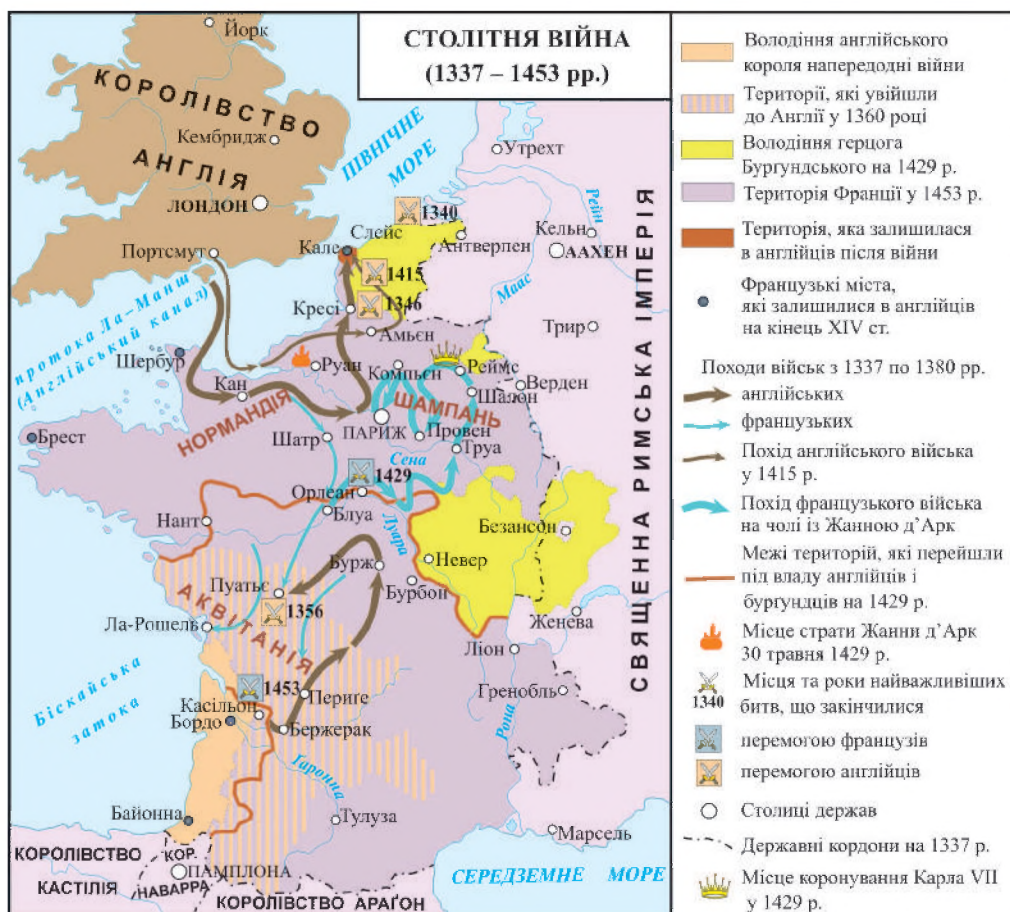 СТОЛІТНЯ ВІЙНА
(1337 – 1453 рр.)
Йорк
КОРОЛІВСТВО
Кембридж
АНГЛІЯ
ЛОНДОН
Портсмут
ПІВНІЧНЕ
МОРЕ
Утрехт
Рейн
1340
Слейс
Кале
Антверпен
Кельн
ААХЕН
1415
Маас
Кресі
1346
протока Ла–Манш
(Англійський канал)
Амьєн
Трир
Шербур
Руан
Компьєн
Реймс
Верден
Кан
Шалон
НОРМАНДІЯ
ШАМПАНЬ
ПАРИЖ
Провен
Брест
Шатр
Труа
Сена
1429
Орлеан
Блуа
Луара
Нант
Безансон
Невер
Бурж
Бурбон
Пуатьє
1356
АКВІТАНІЯ
Ла-Рошель
Женева
Ліон
Біскайська
затока
1453
Периге
Гренобль
Касільон
Бордо
Бержерак
Рона
Ґаронна
Байонна
Тулуза
Марсель
КОРОЛІВСТВО
КАСТІЛІЯ
КОР.
НАВАРРА
ПАМПЛОНА
КОРОЛІВСТВО АРАҐОН
СЕРЕДЗЕМНЕ МОРЕ
СВЯЩЕННА РИМСЬКА ІМПЕРІЯ
Володіння англійського
короля напередодні війни
Території, які увійшли
до Англії у 1360 році
Володіння герцога
Бургундського на 1429 р.
Територія Франції у 1453 р.
Територія, яка залишилася
в англійців після війни
Французькі міста,
які залишилися в англійців
на кінець XIV ст.
Походи військ з 1337 по 1380 рр.
англійських
французьких
Похід англійського війська
у 1415 р.
Похід французького війська
на чолі із Жанною д’Арк
Межі територій, які перейшли
під владу англійців і
бургундців на 1429 р.
Місце страти Жанни д’Арк
30 травня 1429 р.
1340
Місця та роки найважливіших
битв, що закінчилися
перемогою французів
перемогою англійців
Столиці держав
Державні кордони на 1337 р.
Місце коронування Карла VII
у 1429 р.